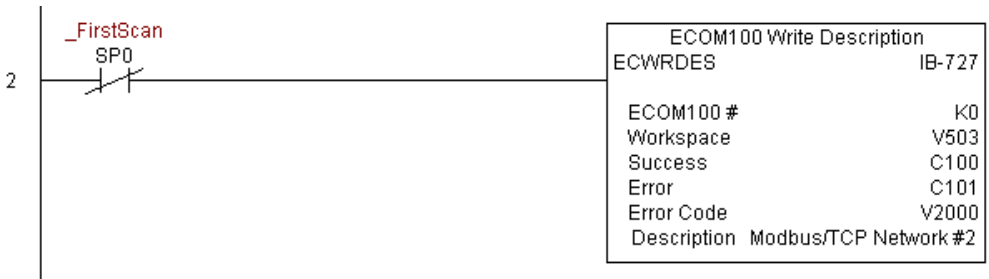 _FirstScan
SP0
2
ECOM100 Write Description
ECWRDES IB-727
ECOM100 # K0
Workspace V503
Success C100
Error C101
Error Code V2000
Description Modbus/TCP Network #2